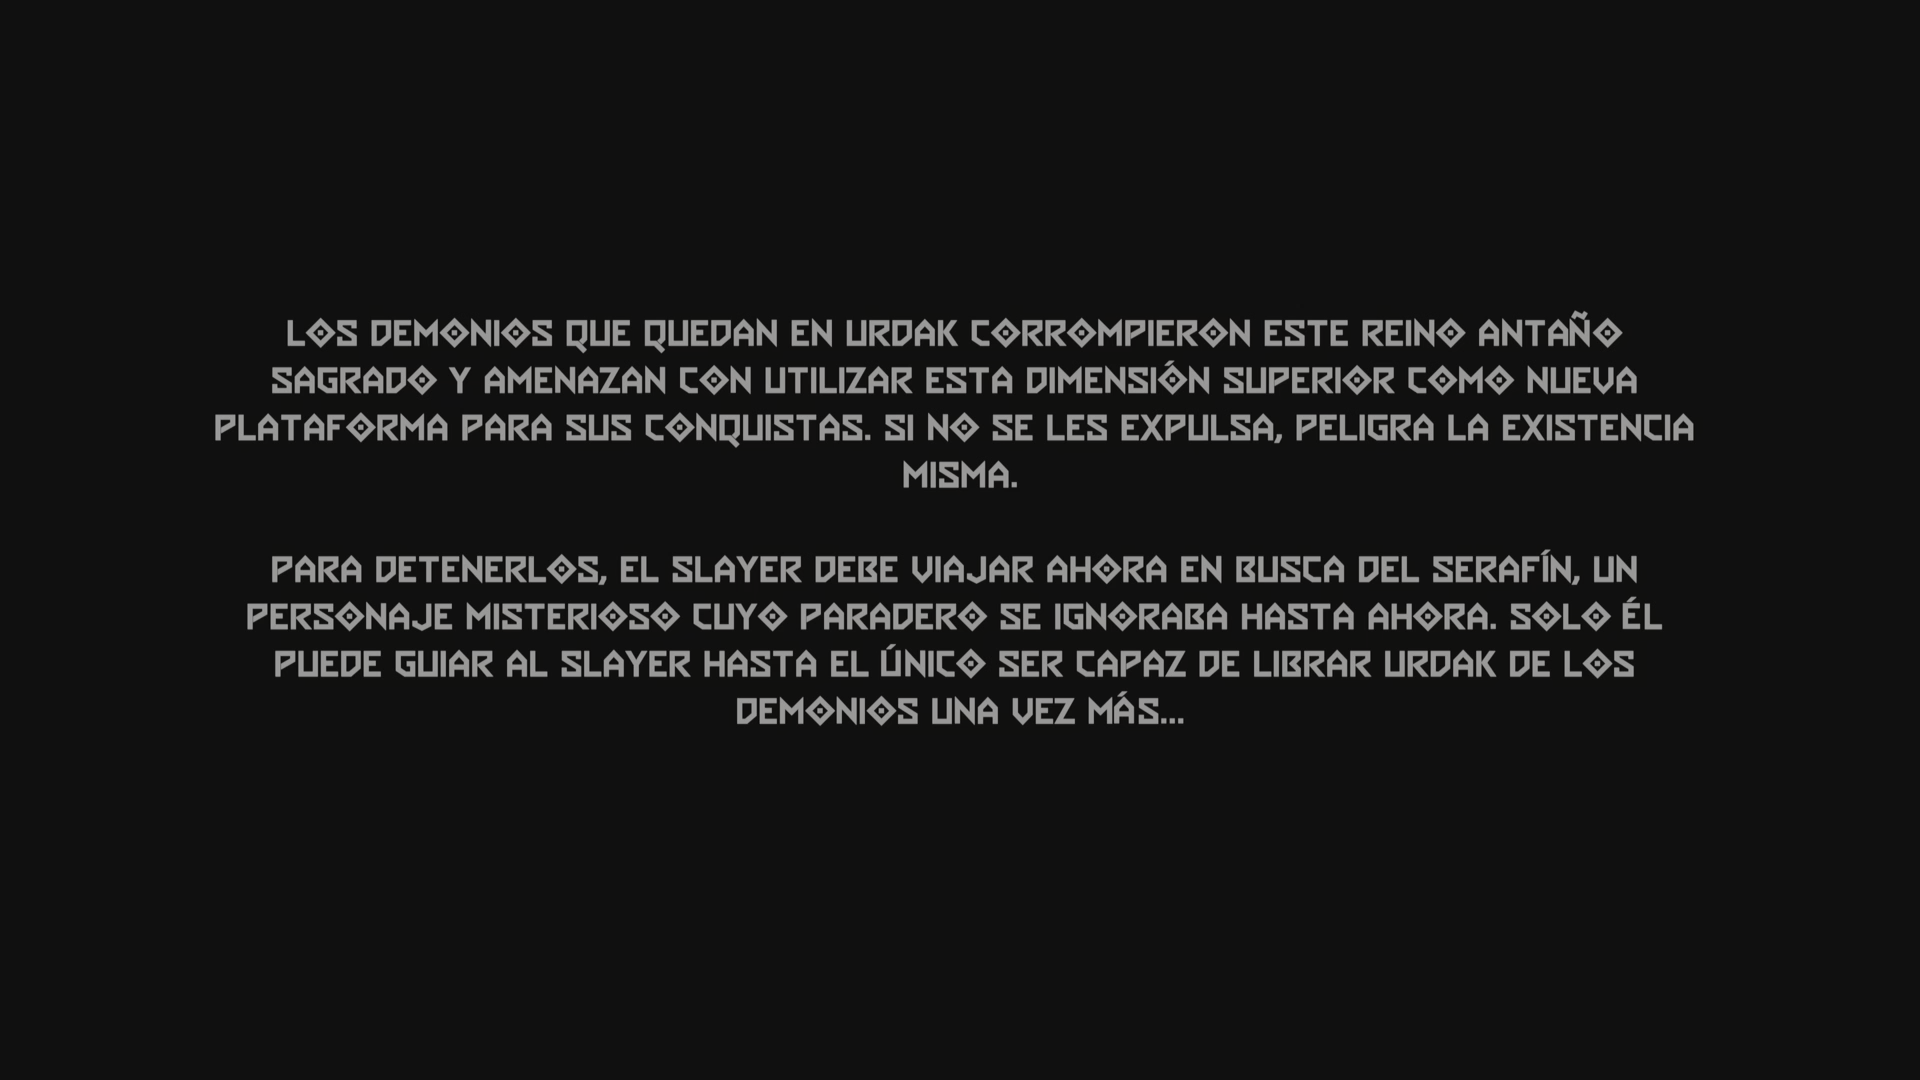 LOS DEMONIOS QUE QUEDAN EN URDAK CORROMPIERON ESTE REINO ANTAÑO
SAGRADO Y AMENAZAN CON UTILIZAR ESTA DIMENSIÓN SUPERIOR COMO NUEVA
PLATAFORMA PARA SUS CONQUISTAS. SI NO SE LES EXPULSA, PELIGRA LA EXISTENCIA
MISMA.
PARA DETENERLOS, EL SLAYER DEBE VIAJAR AHORA EN BUSCA DEL SERAFÍN, UN
PERSONAJE MISTERIOSO CUYO PARADERO SE IGNORABA HASTA AHORA. SOLO ÉL
PUEDE GUIAR AL SLAYER HASTA EL ÚNICO SER CAPAZ DE LIBRAR URDAK DE LOS
DEMONIOS UNA VEZ MÁS...